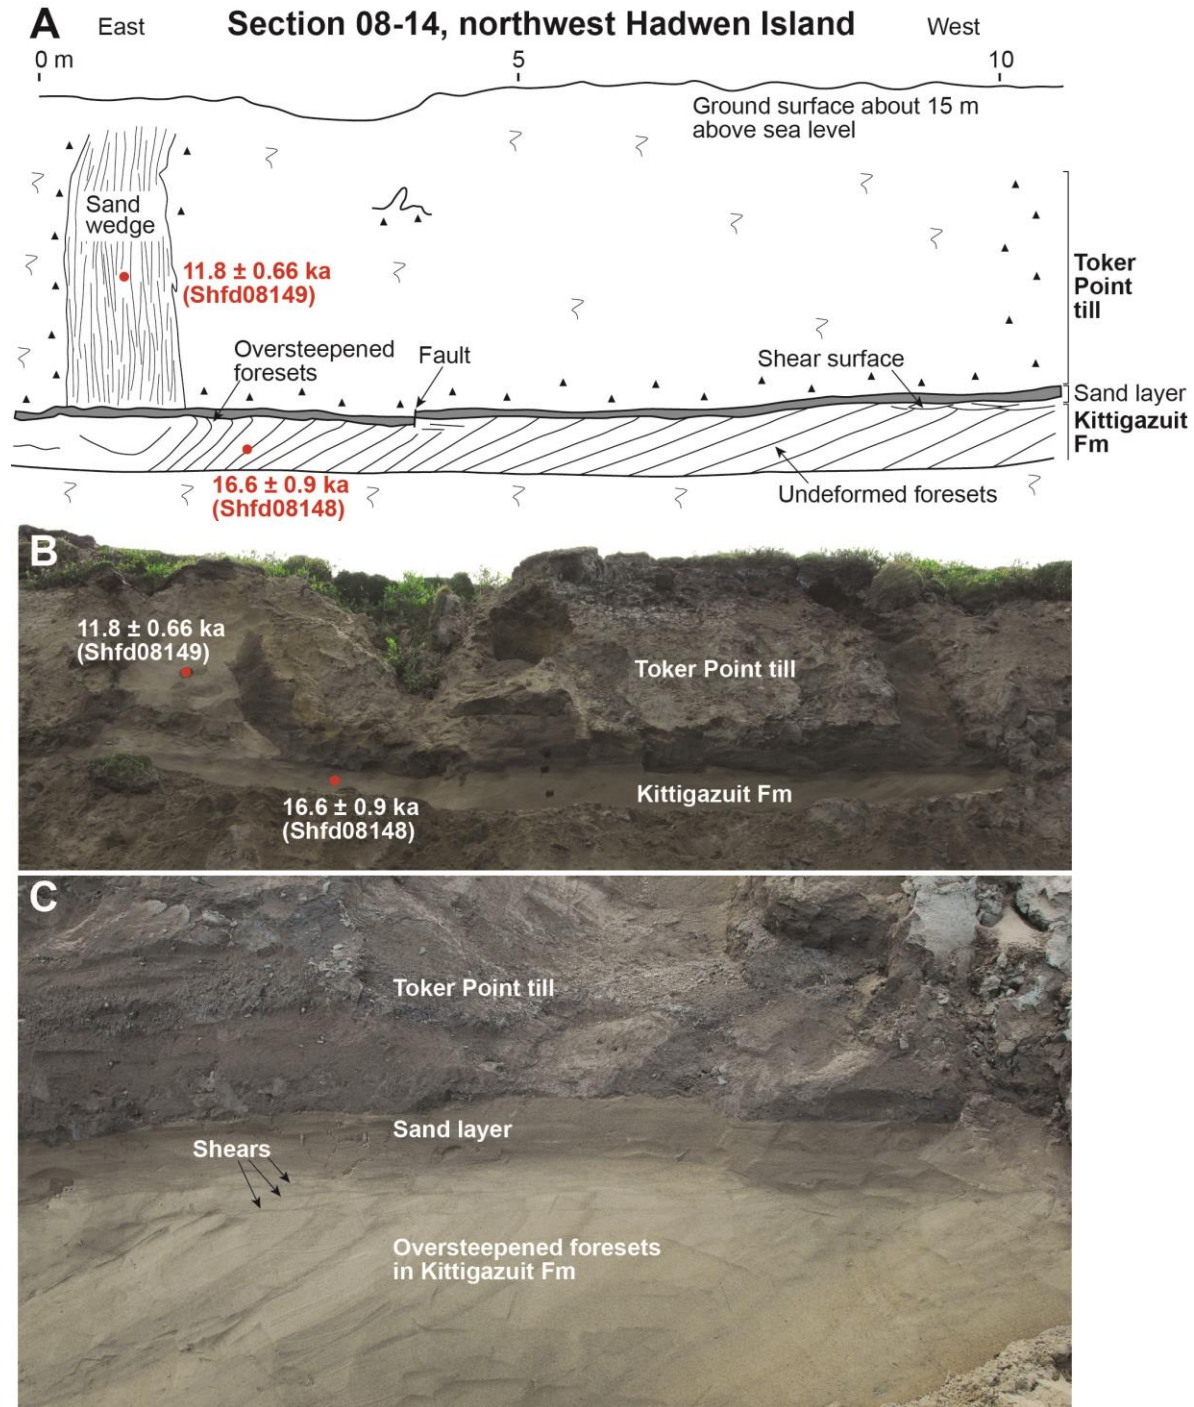 A
East
Section 08-14, northwest Hadwen Island
West
0 m
5
10
Ground surface about 15 m
above sea level
Sand
wedge
11.8 ± 0.66 ka
(Shfd08149)
Toker
Point
till
Oversteepened
foresets
Fault
Shear surface
Sand layer
Kittigazuit
Fm
16.6 ± 0.9 ka
(Shfd08148)
Undeformed foresets
B
11.8 ± 0.66 ka
(Shfd08149)
Toker Point till
16.6 ± 0.9 ka
(Shfd08148)
Kittigazuit Fm
C
Toker Point till
Sand layer
Shears
Oversteepened foresets
in Kittigazuit Fm